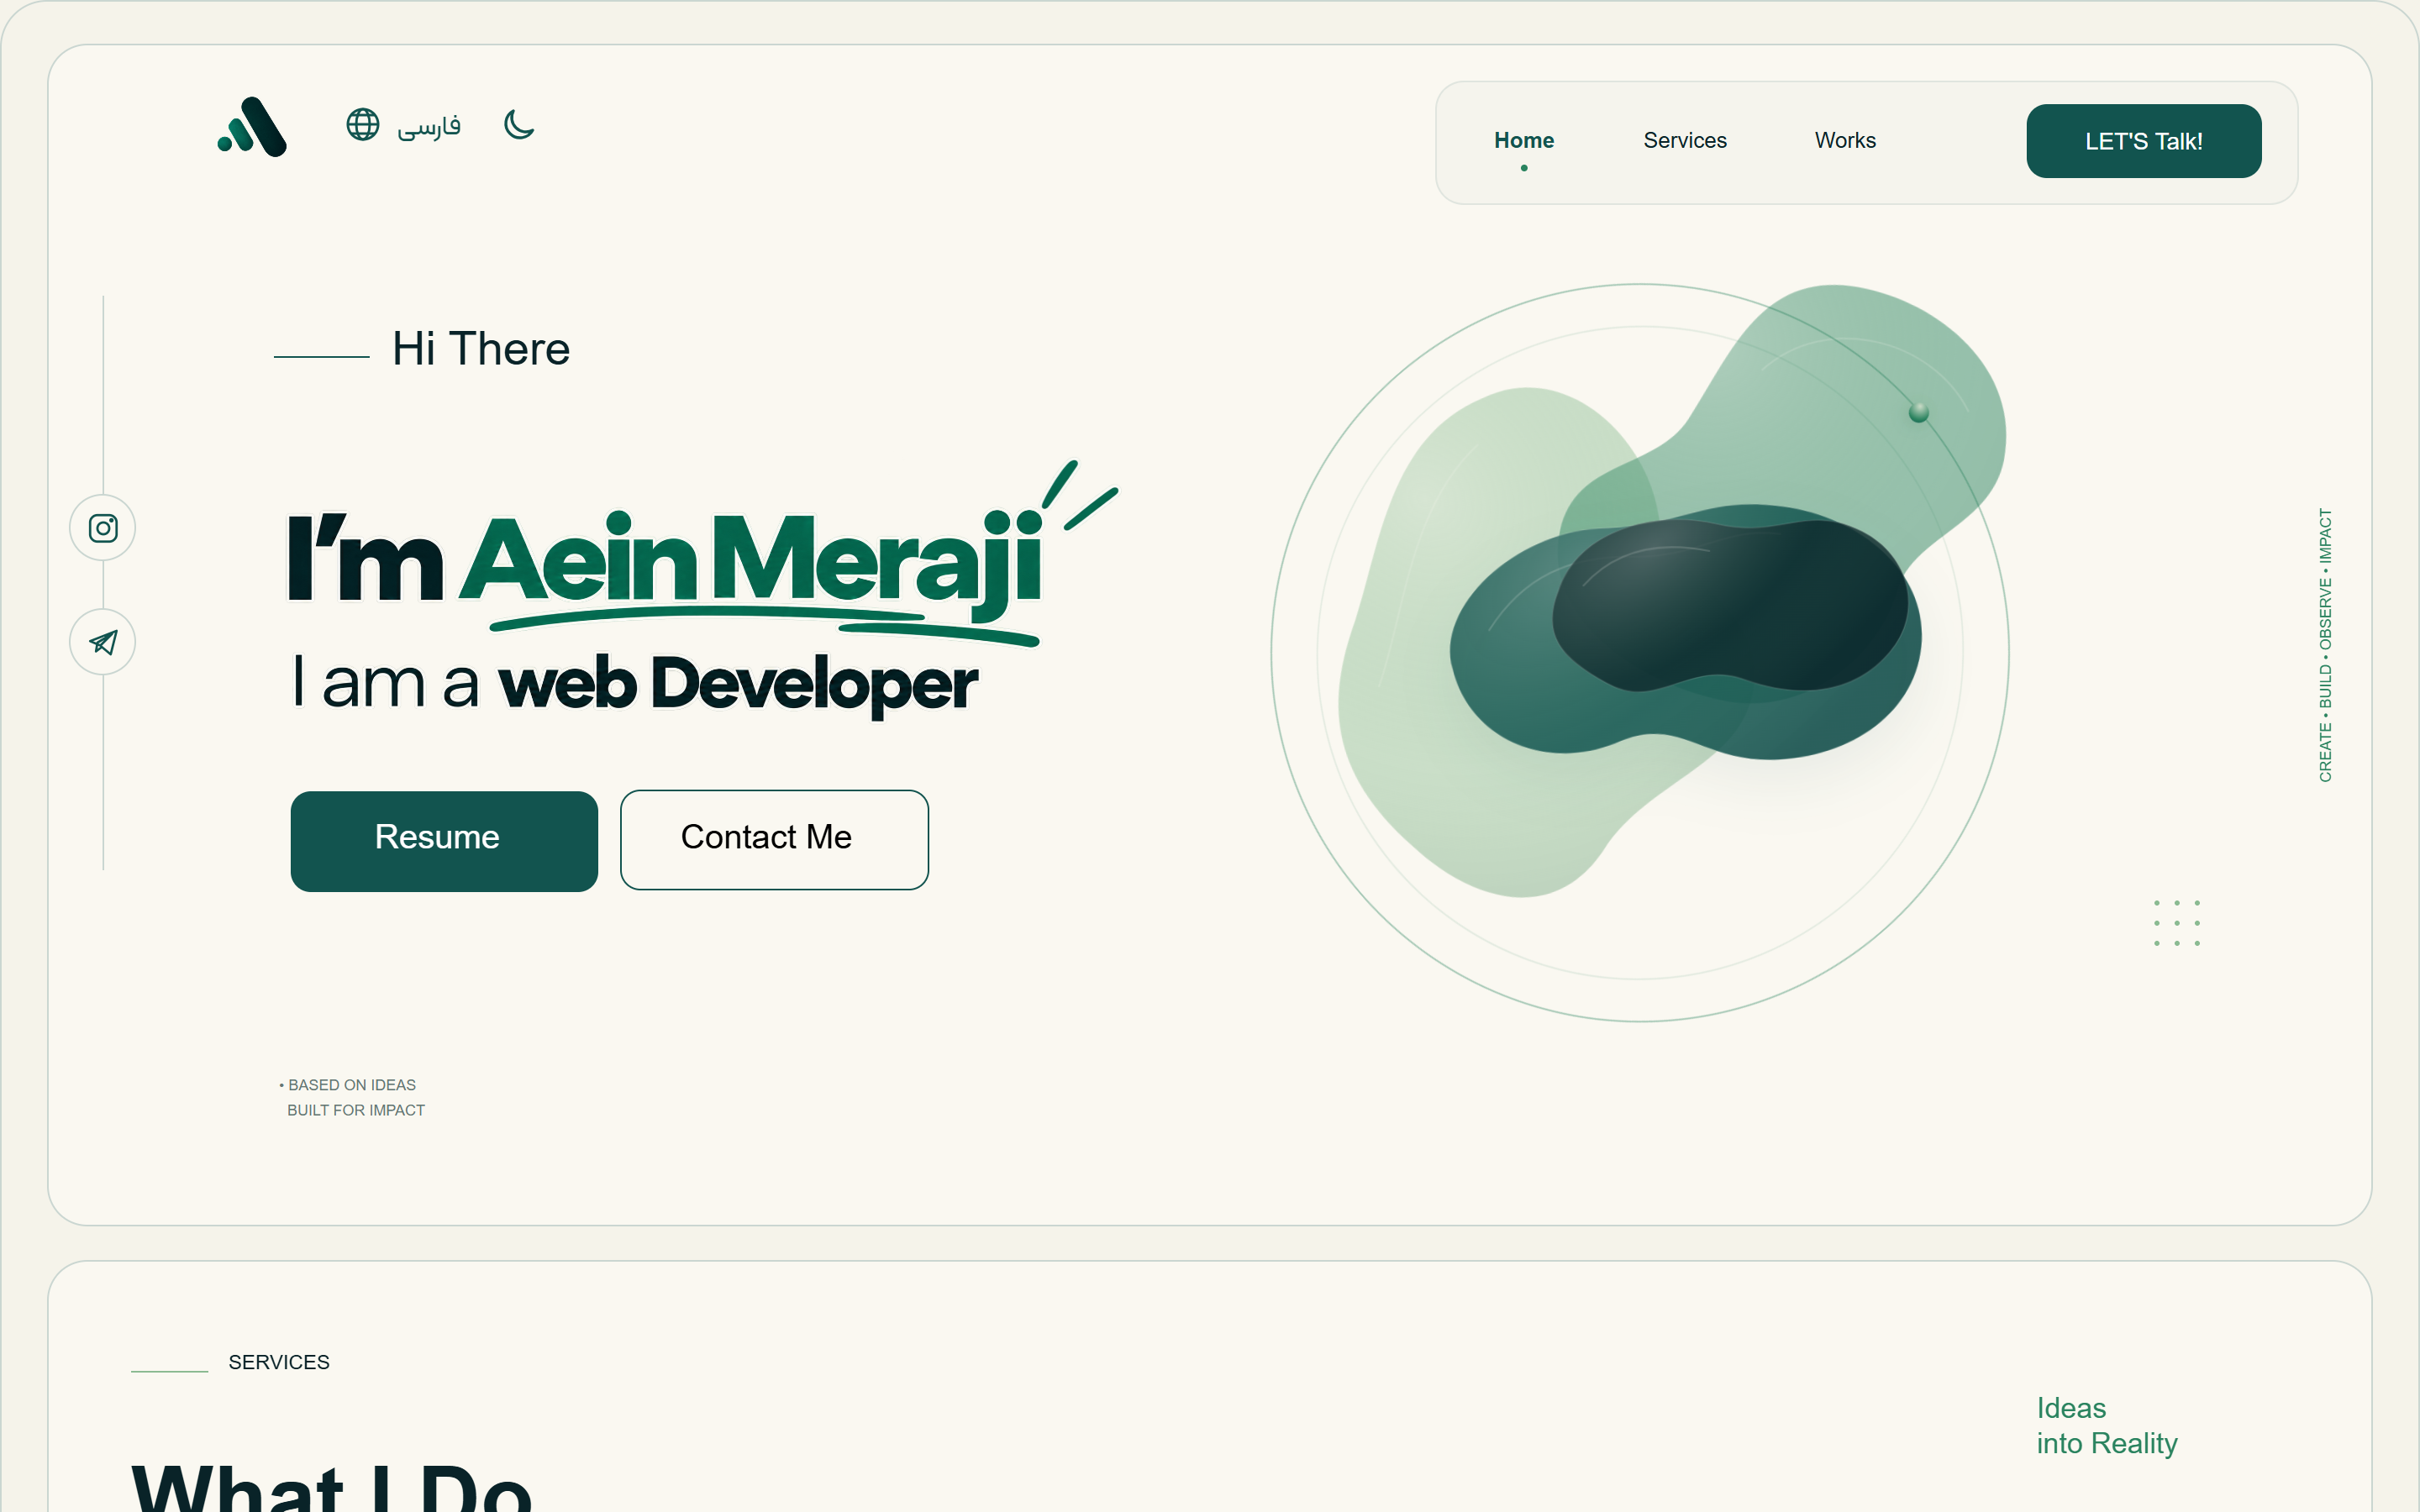 فارسی
Home Services Works LET'S Talk!
Hi There
I'm Aein Meraji
I am a web Developer
Resume Contact Me
CREATE • BUILD • OBSERVE • IMPACT
• BASED ON IDEAS
BUILT FOR IMPACT
SERVICES
Ideas
into Reality
What I Do